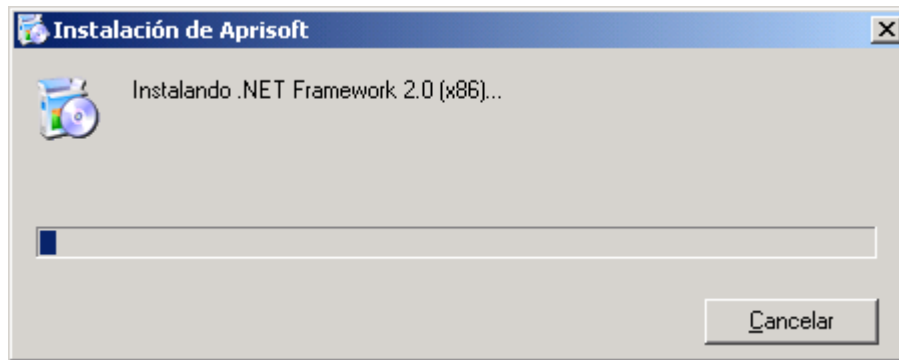 Instalación de Aprisoft
Instalando .NET Framework 2.0 (x86)...
Cancelar